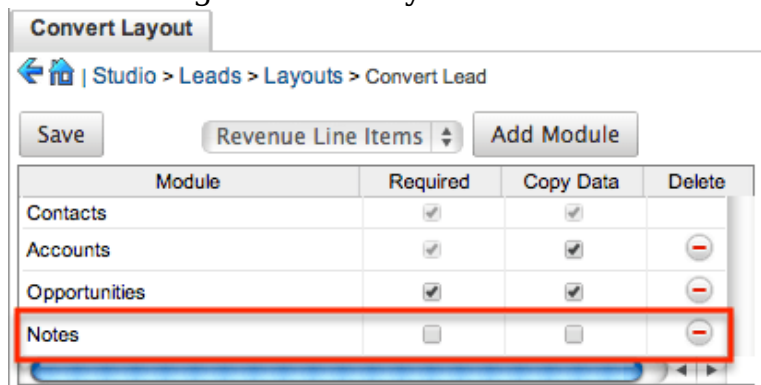 Convert Layout
| Studio > Leads > Layouts > Convert Lead
Save Revenue Line Items Add Module
Module Required Copy Data Delete
Contacts
Accounts
Opportunities
Notes